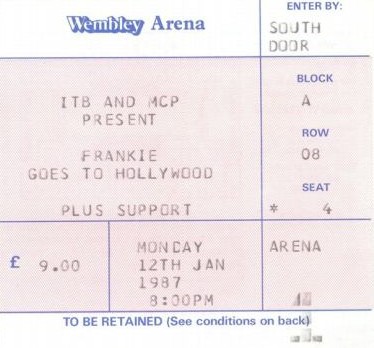 Wembley Arena
ENTER BY:
SOUTH
DOOR
BLOCK
A
ITB AND MCP
PRESENT
ROW
08
FRANKIE
GOES TO HOLLYWOOD
SEAT
* 4
PLUS SUPPORT
£ 9.00
MONDAY
12TH JAN
1987
8:00PM
ARENA
TO BE RETAINED (See conditions on back)